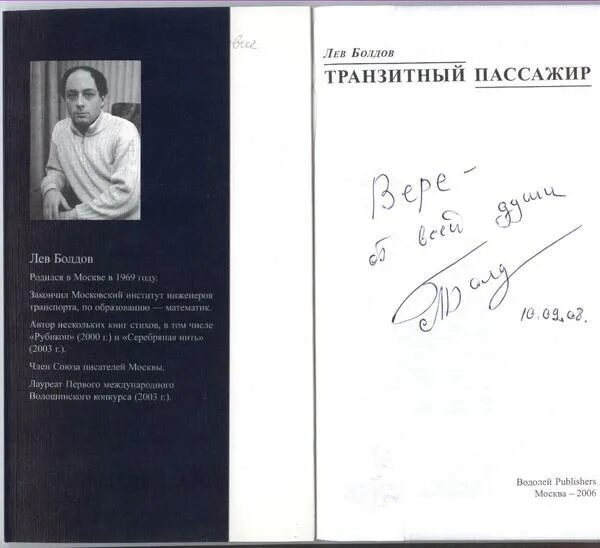 вич
Лев Болдов
Родился в Москве в 1969 году.
Закончил Московский институт инженеров
транспорта, по образованию — математик.
Автор нескольких книг стихов, в том числе
«Рубикон» (2000 г.) и «Серебряная нить»
(2003 г.).
Член Союза писателей Москвы.
Лауреат Первого международного
Волошинского конкурса (2003 г.).
Лев Болдов
ТРАНЗИТНЫЙ ПАССАЖИР
Вере –
от всей души
10.09.08.
Водолей Publishers
Москва – 2006